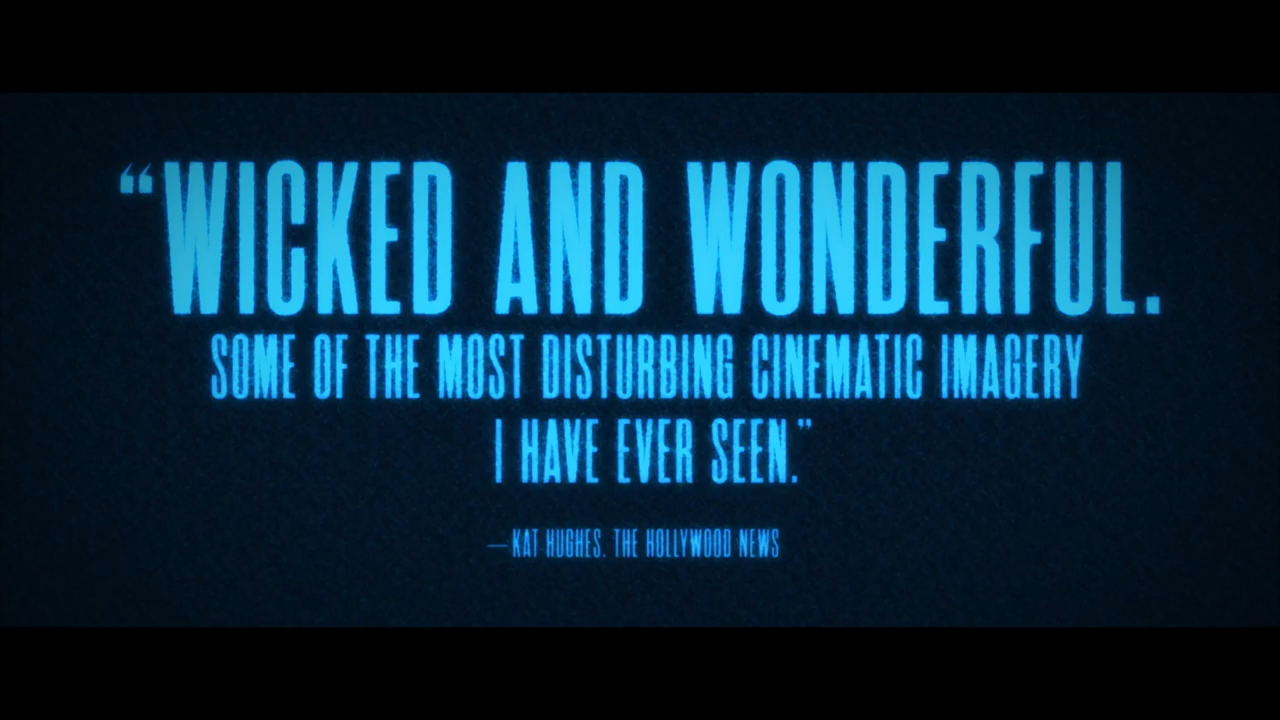 “WICKED AND WONDERFUL.
SOME OF THE MOST DISTURBING CINEMATIC IMAGERY
I HAVE EVER SEEN.”
—KAT HUGHES, THE HOLLYWOOD NEWS